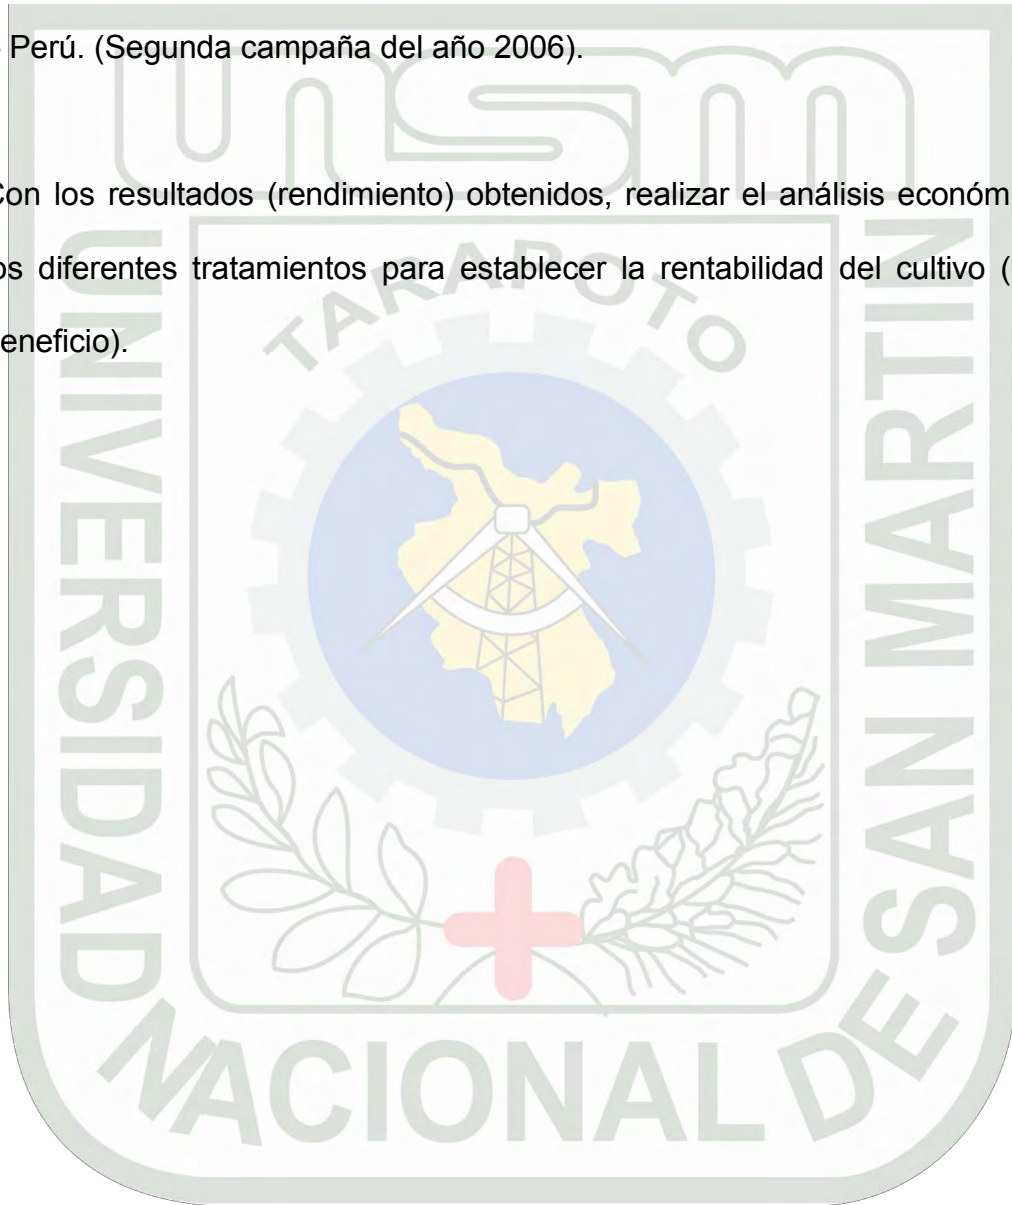 Perú. (Segunda campaña del año 2006).
Con los resultados (rendimiento) obtenidos, realizar el análisis económ
os diferentes tratamientos para establecer la rentabilidad del cultivo (
eneficio).
unsm
TARAPOTO
UNIVERSIDAD NACIONAL DE SAN MARTIN